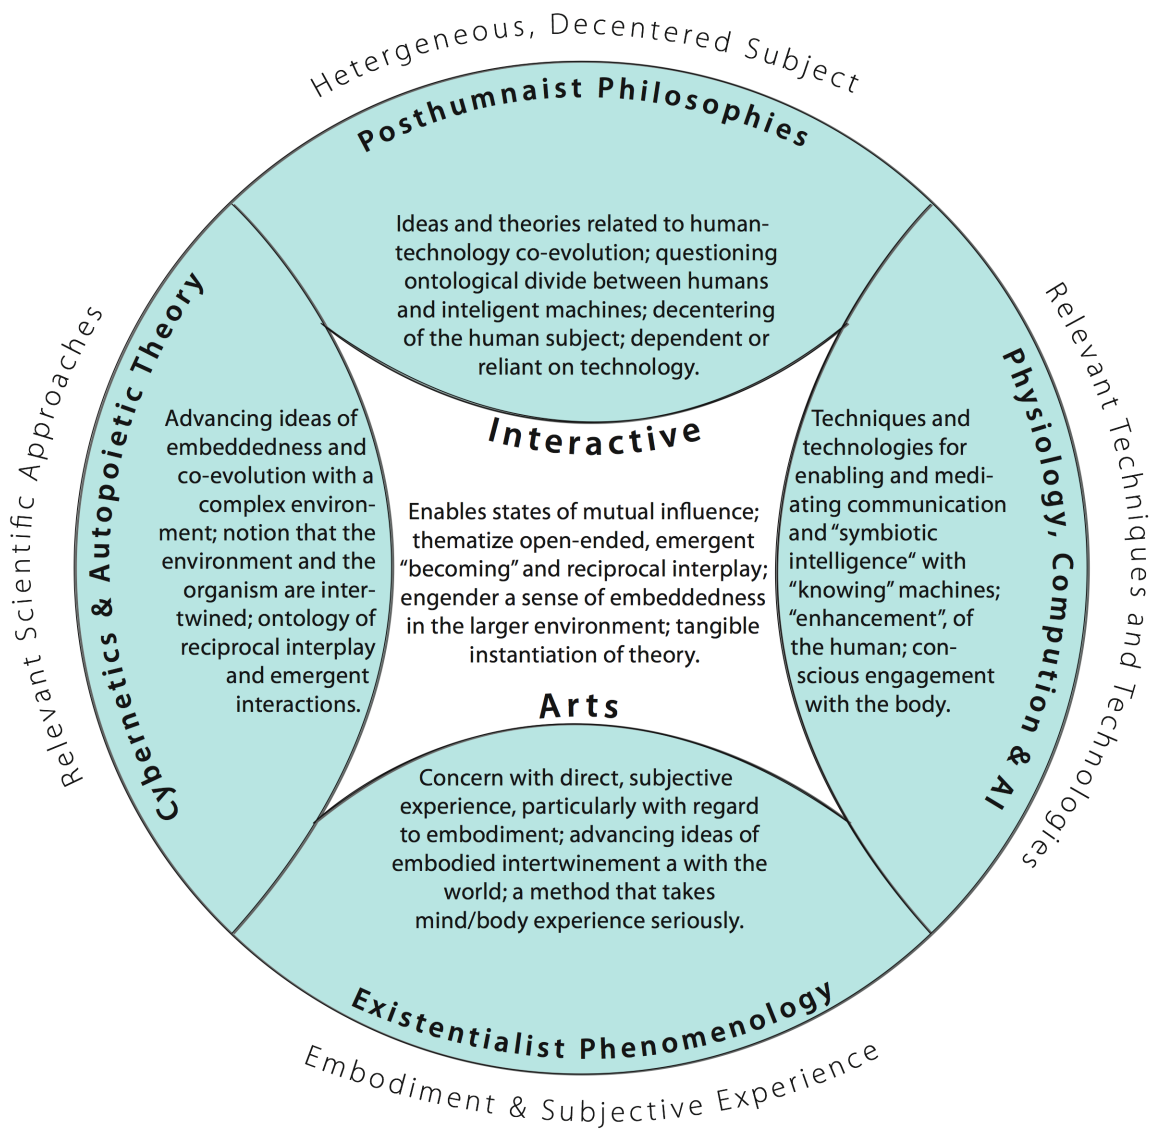 Hetergeneous, Decentered Subject
Posthumnaist Philosophies
Ideas and theories related to human-
technology co-evolution; questioning
ontological divide between humans
and inteligent machines; decentering
of the human subject; dependent or
reliant on technology.
Relevant Scientific Approaches
Cybernetics & Autopoietic Theory
Advancing ideas of
embeddedness and
co-evolution with a
complex environ-
ment; notion that the
environment and the
organism are inter-
twined; ontology of
reciprocal interplay
and emergent
interactions.
Interactive
Enables states of mutual influence;
thematize open-ended, emergent
“becoming” and reciprocal interplay;
engender a sense of embeddedness
in the larger environment; tangible
instantiation of theory.
Arts
Techniques and
technologies for
enabling and medi-
ating communication
and “symbiotic
intelligence“ with
“knowing” machines;
“enhancement”, of
the human; con-
scious engagement
with the body.
Physiology, Compution & AI
Relevant Techniques and Technologies
Concern with direct, subjective
experience, particularly with regard
to embodiment; advancing ideas of
embodied intertwinement a with the
world; a method that takes
mind/body experience seriously.
Existentialist Phenomenology
Embodiment & Subjective Experience